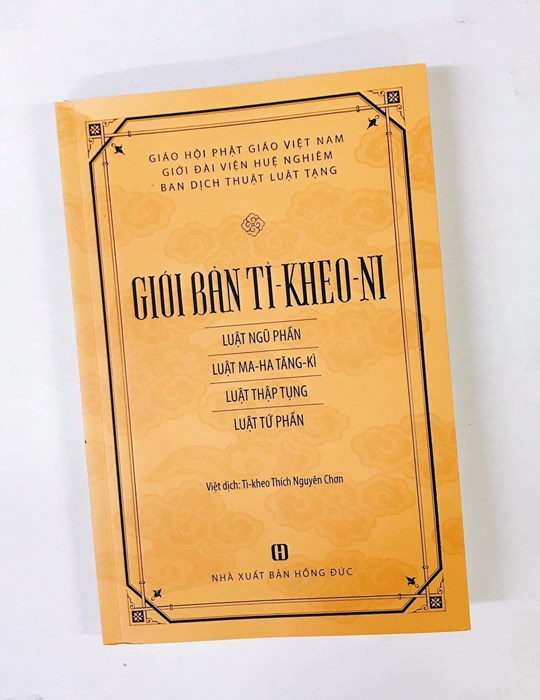 GIÁO HỘI PHẬT GIÁO VIỆT NAM
GIỚI ĐÀI VIỆN HUỆ NGHIÊM
BAN DỊCH THUẬT LUẬT TẠNG
GIỚI BẢN TÌ-KHEO-NI
LUẬT NGŨ PHẦN
LUẬT MA-HA TĂNG-KÌ
LUẬT THẬP TỤNG
LUẬT TỨ PHẦN
Việt dịch: Tì-kheo Thích Nguyên Chơn
NHÀ XUẤT BẢN HỒNG ĐỨC